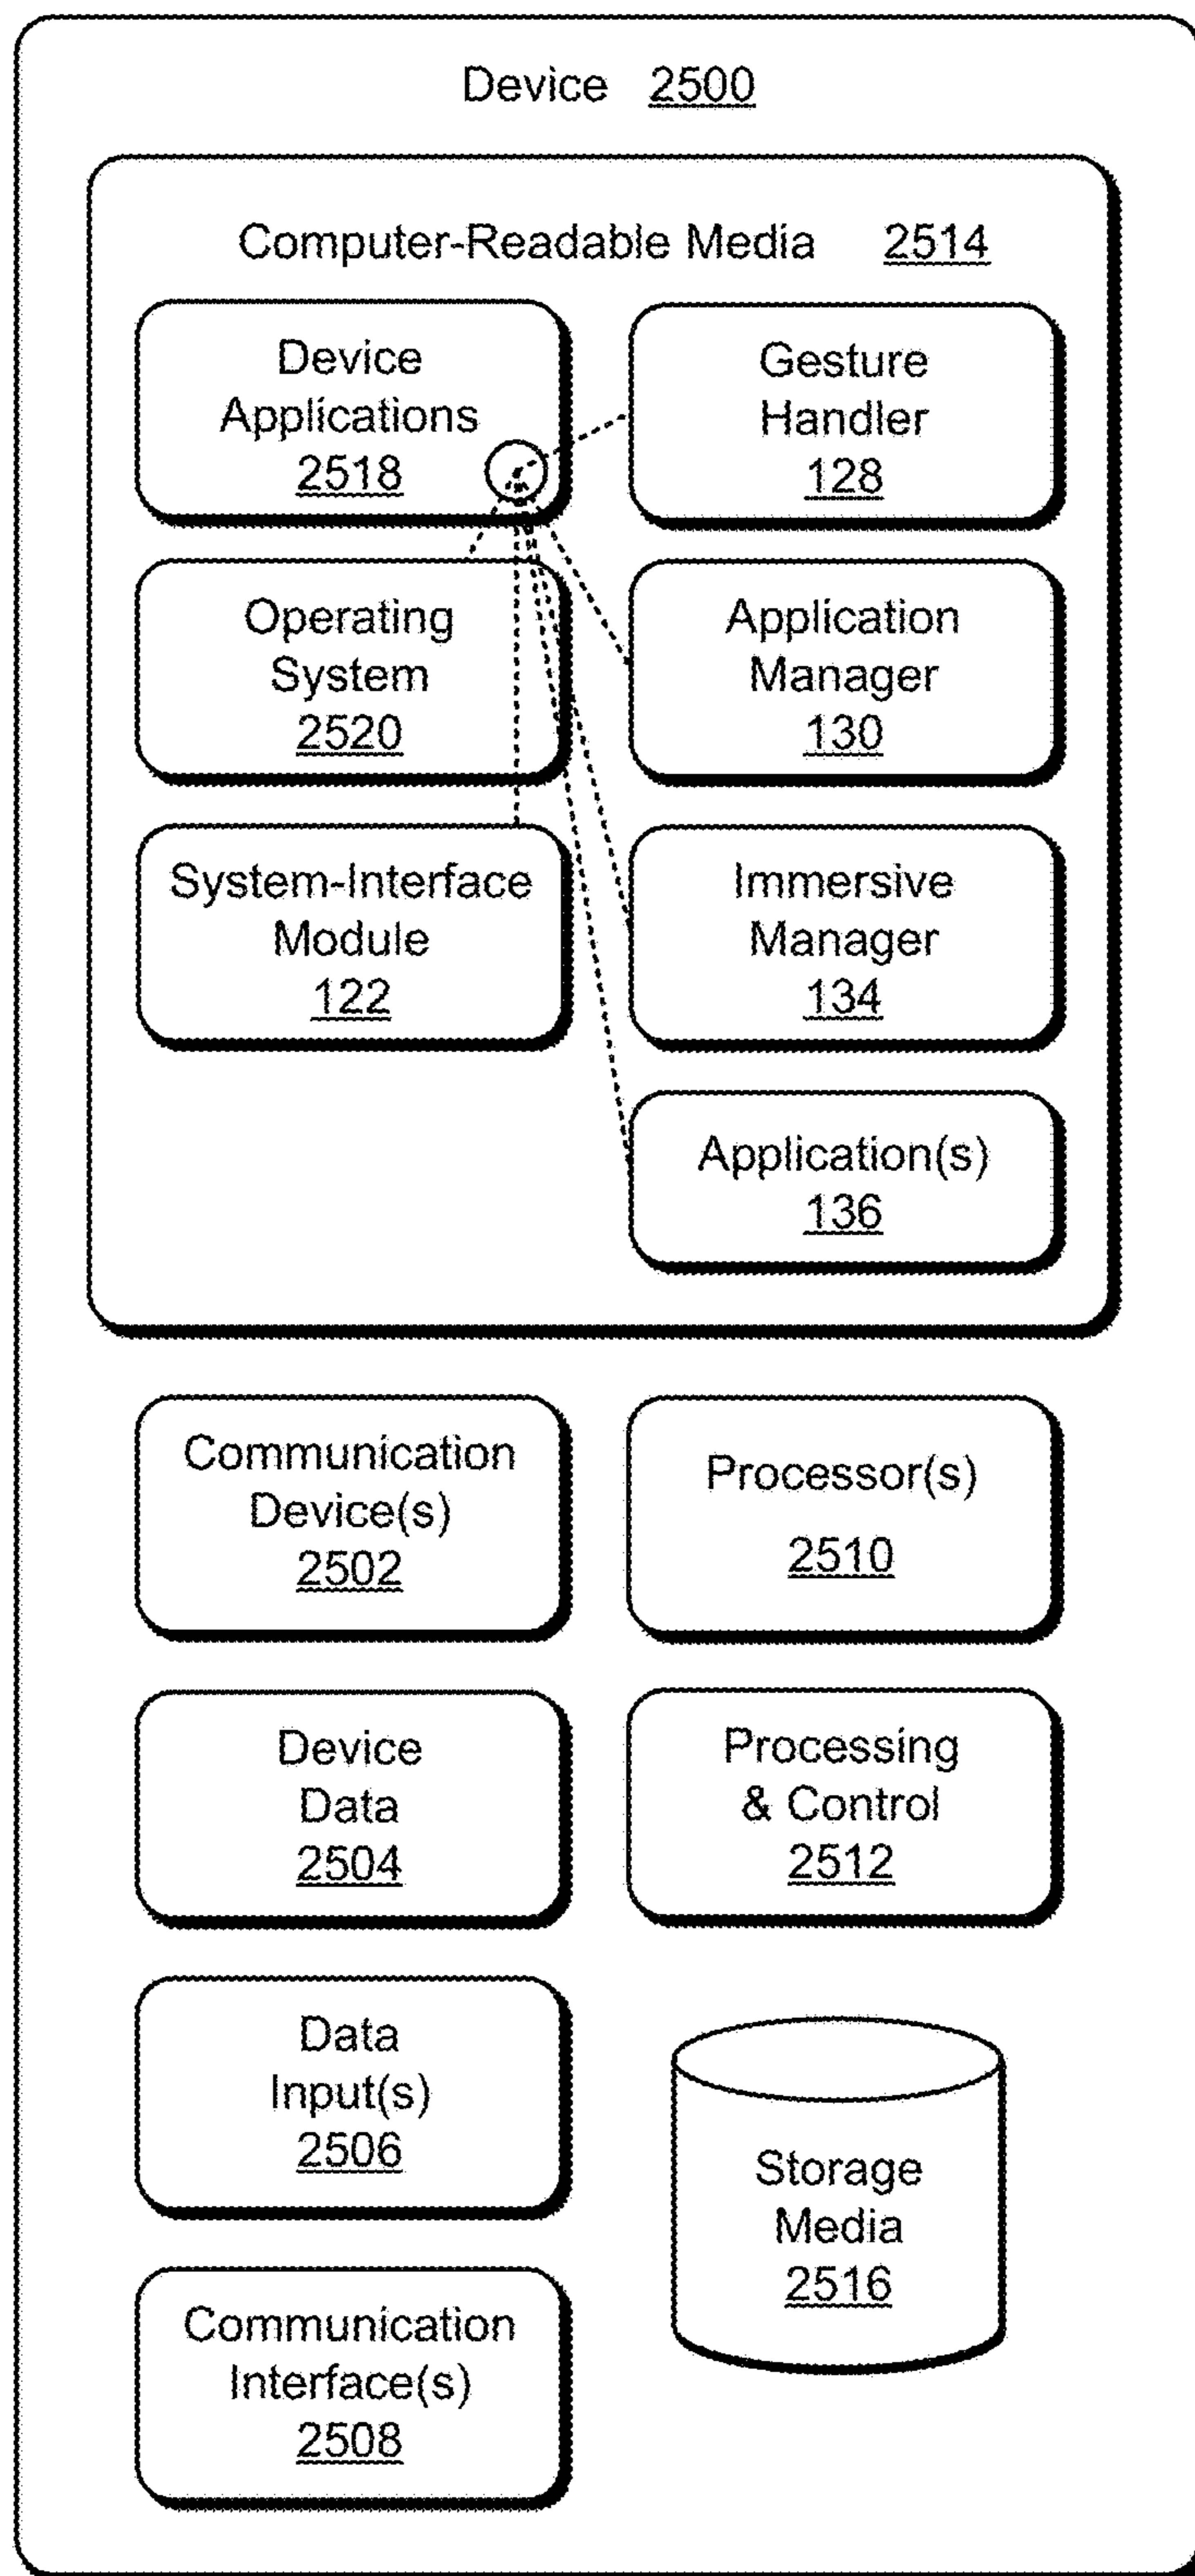 Device 2500
Computer-Readable Media 2514
Device
Applications
2518
Gesture
Handler
128
Operating
System
2520
Application
Manager
130
System-Interface
Module
122
Immersive
Manager
134
Application(s)
136
Communication
Device(s)
2502
Processor(s)
2510
Device
Data
2504
Processing
& Control
2512
Data
Input(s)
2506
Storage
Media
2516
Communication
Interface(s)
2508